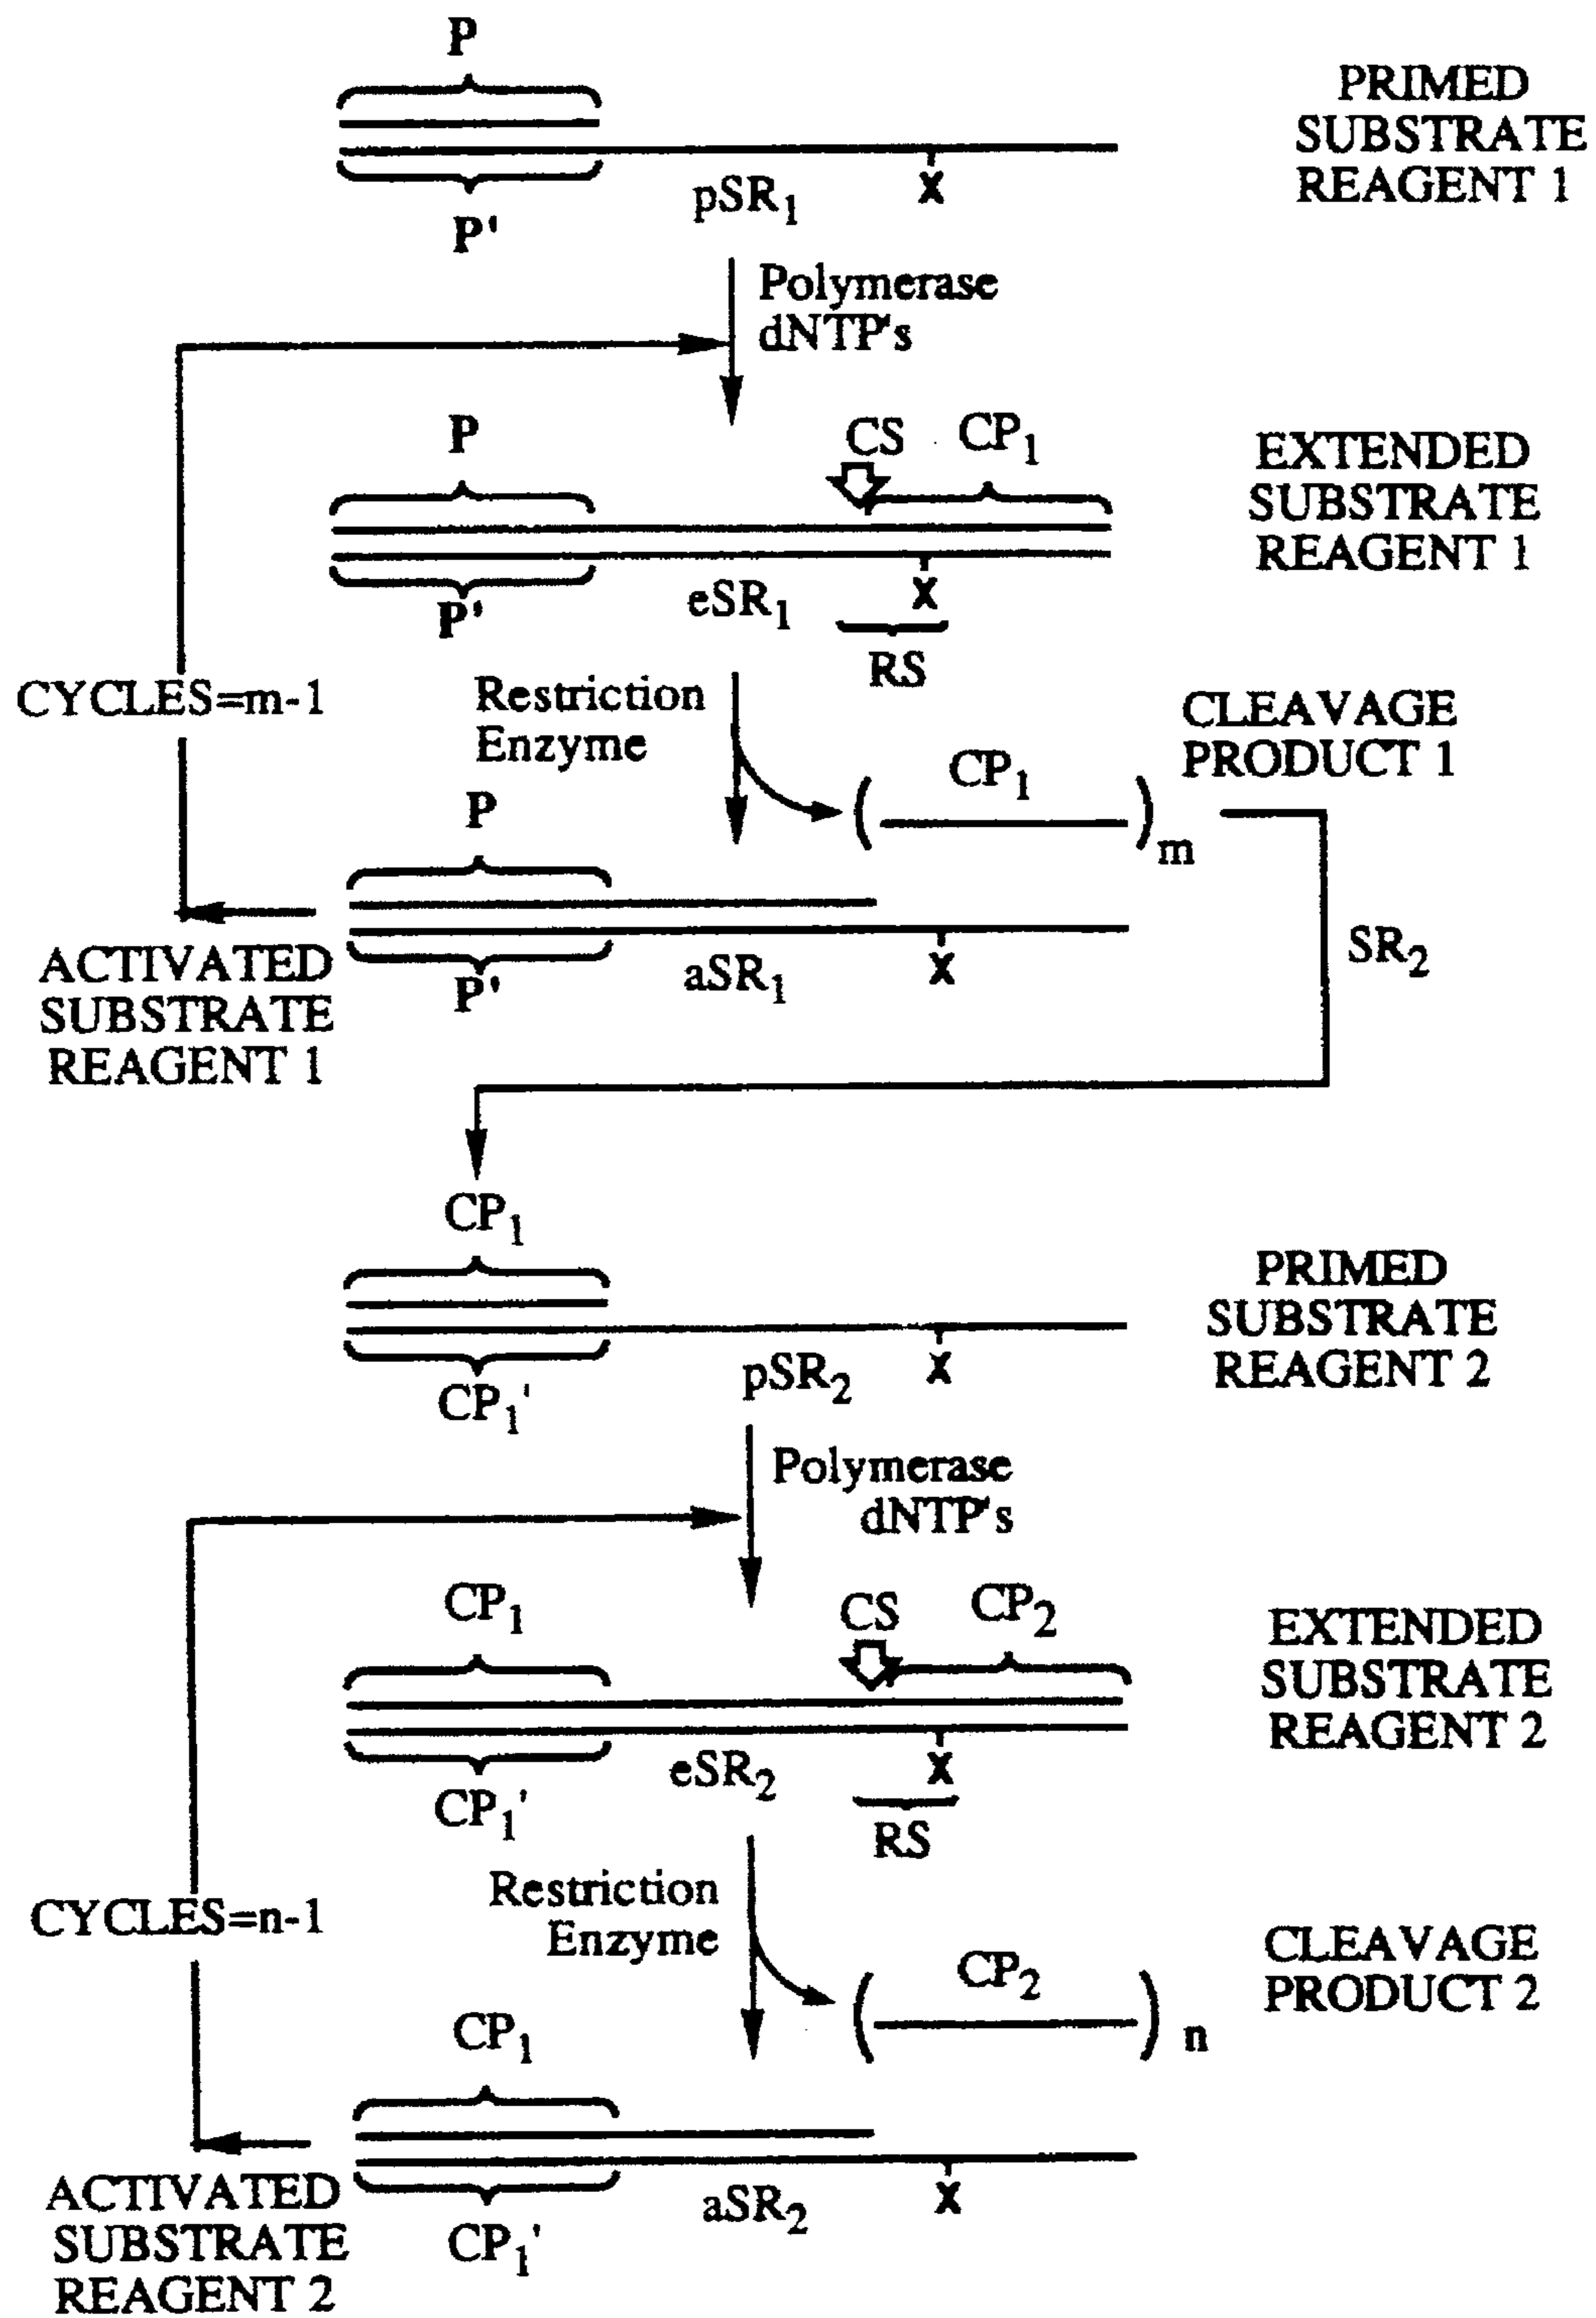 P
PRIMED
SUBSTRATE
REAGENT 1
pSR1
X
P'
Polymerase
dNTP's
P
CS
CP1
EXTENDED
SUBSTRATE
REAGENT 1
P'
eSR1
X
RS
CYCLES=m-1
Restriction
Enzyme
CLEAVAGE
PRODUCT 1
P
( CP1 )m
ACTIVATED
SUBSTRATE
REAGENT 1
P'
aSR1
X
SR2
CP1
PRIMED
SUBSTRATE
REAGENT 2
CP1'
pSR2
X
Polymerase
dNTP's
CP1
CS
CP2
EXTENDED
SUBSTRATE
REAGENT 2
CP1'
eSR2
X
RS
CYCLES=n-1
Restriction
Enzyme
CLEAVAGE
PRODUCT 2
CP1
( CP2 )n
ACTIVATED
SUBSTRATE
REAGENT 2
CP1'
aSR2
X